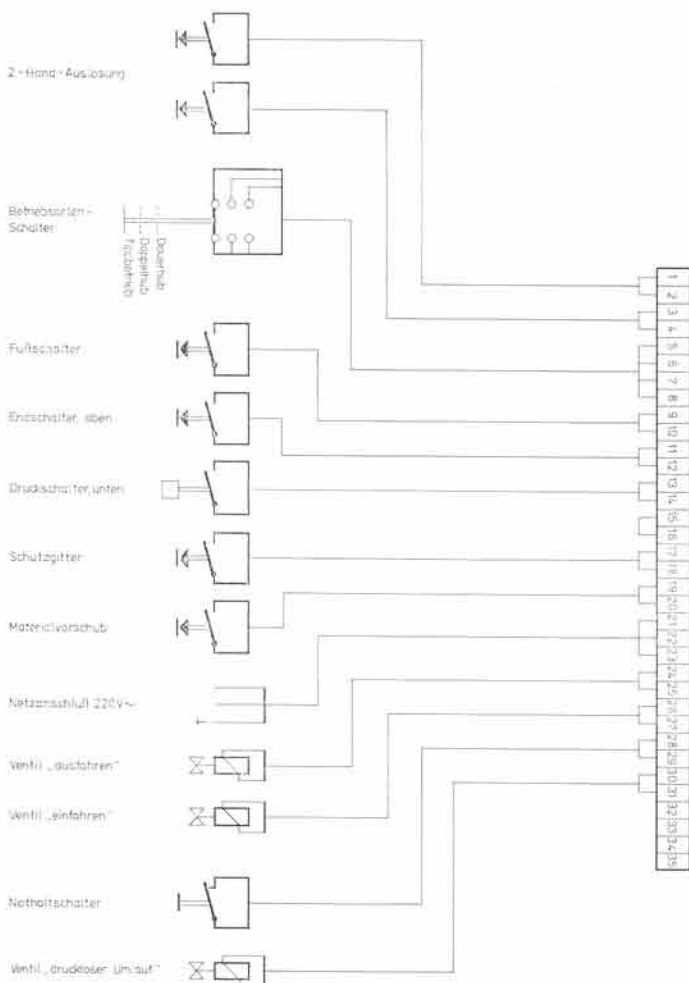 2-Hand-Auslösung
Betriebsarten-
Schalter
Dauerhub
Doppelhub
Tippbetrieb
Fußschalter
Endschalter, oben
Druckschalter, unten
Schutzgitter
Materialvorschub
Netzanschluß 220V~
Ventil „ausfahren"
Ventil „einfahren"
Nothaltschalter
Ventil „druckloser Umlauf"
1
2
3
4
5
6
7
8
9
10
11
12
13
14
15
16
17
18
19
20
21
22
23
24
25
26
27
28
29
30
31
32
33
34
35